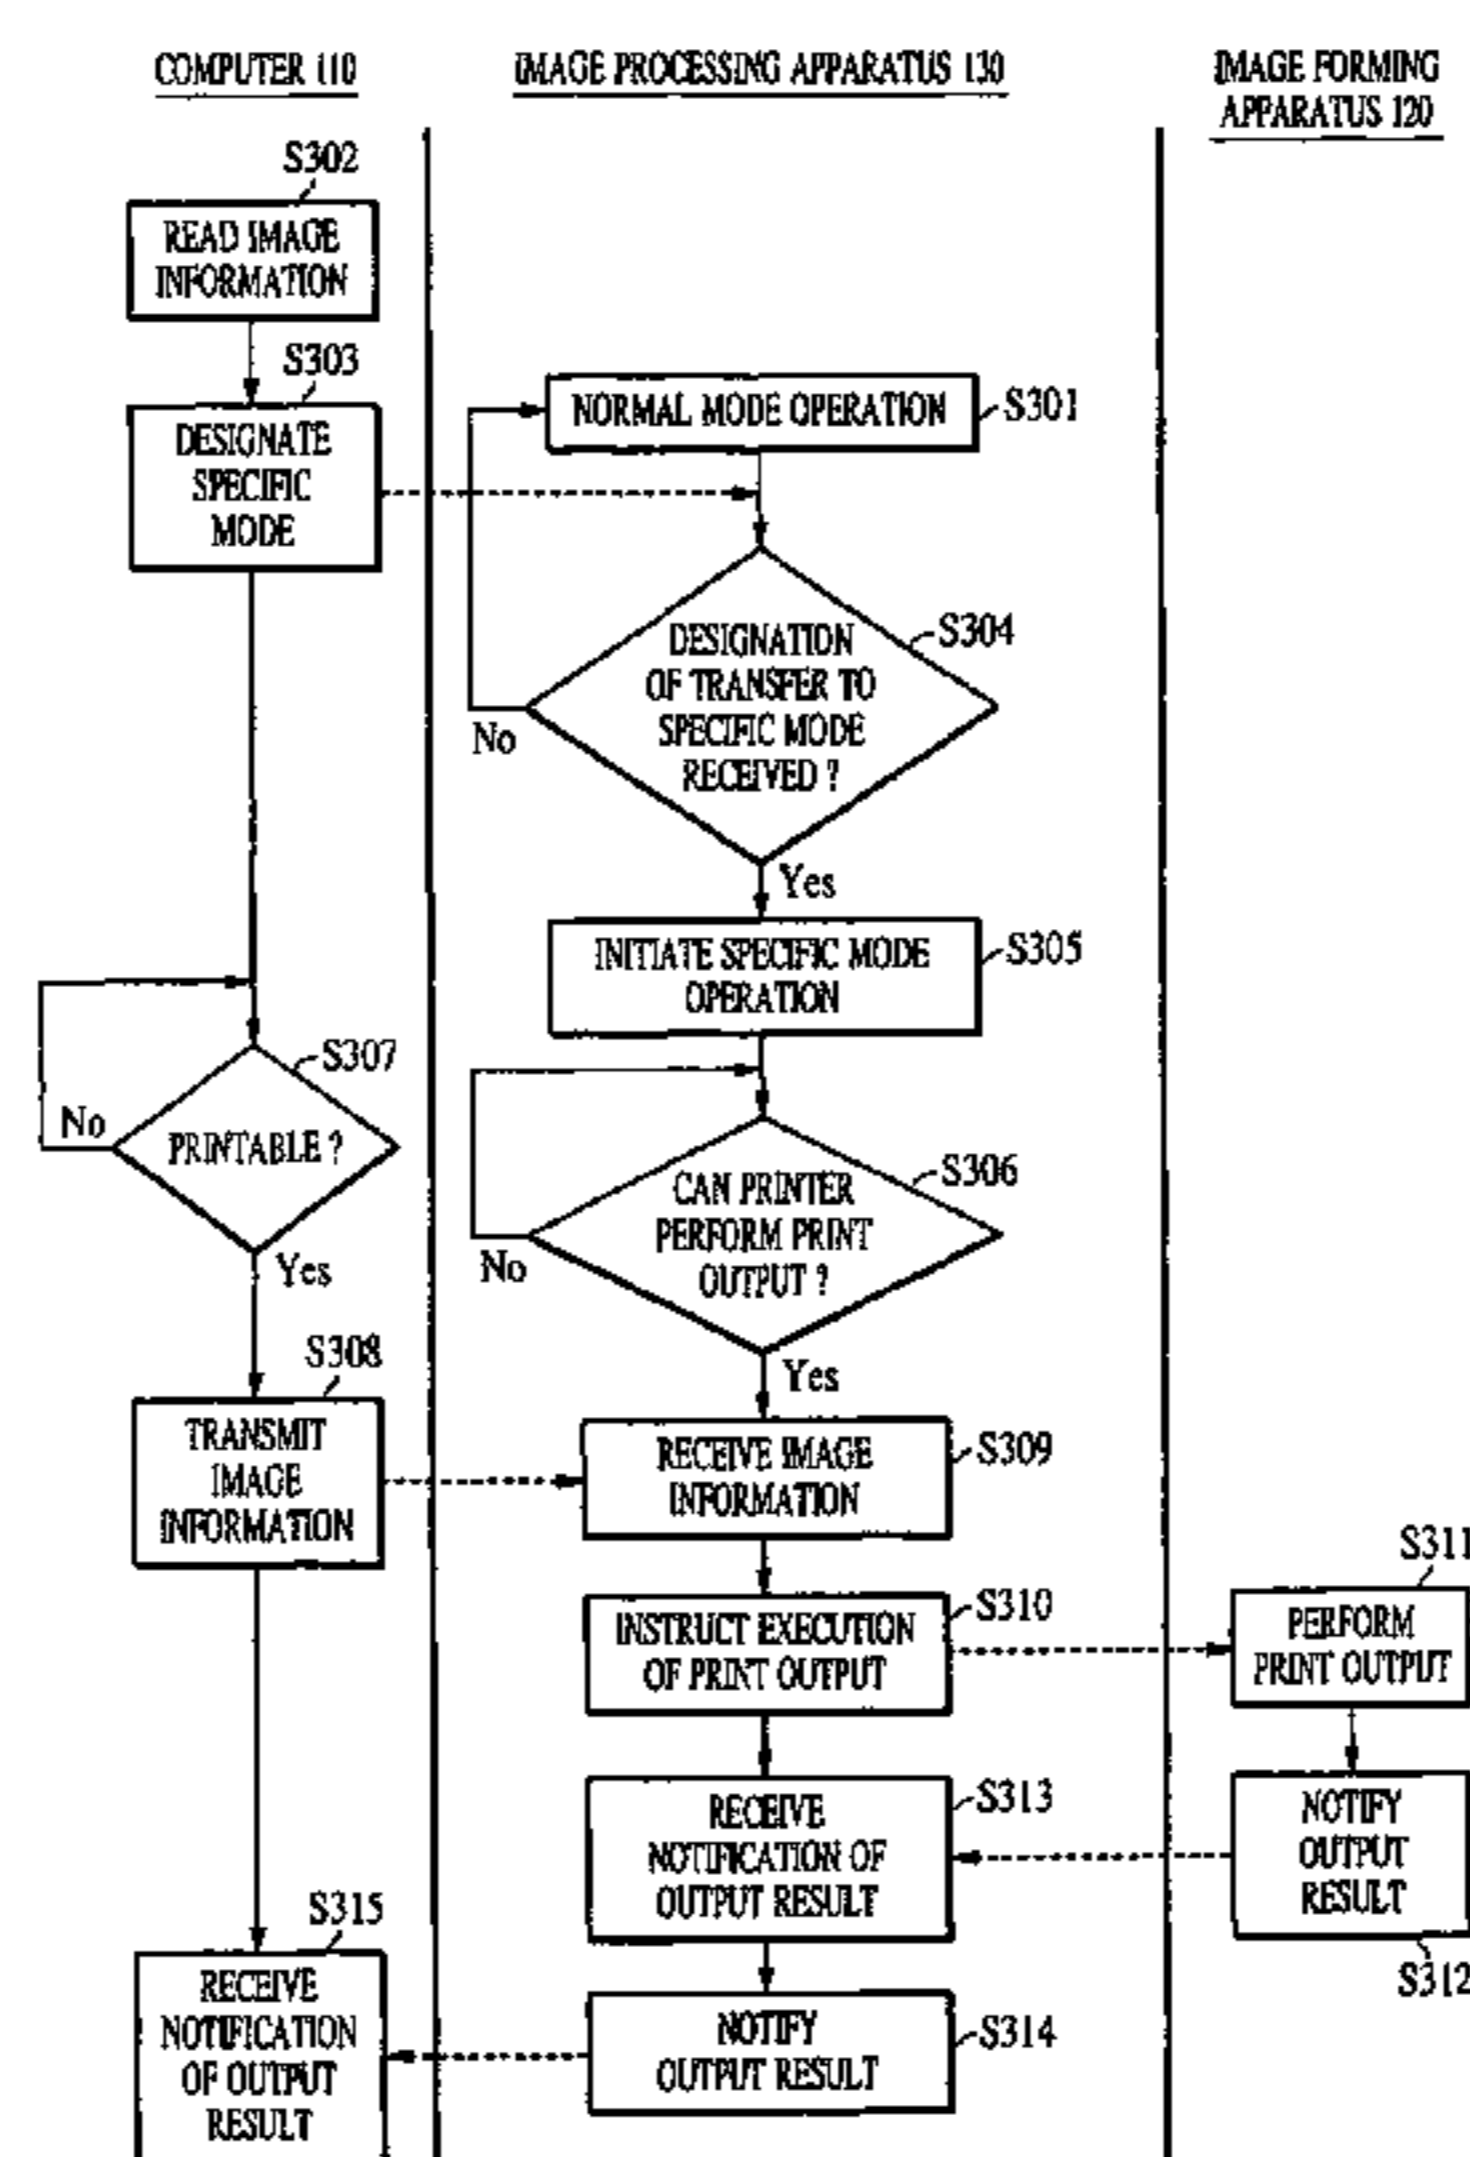 COMPUTER 110
IMAGE PROCESSING APPARATUS 130
IMAGE FORMING
APPARATUS 120
S302
READ IMAGE
INFORMATION
S303
DESIGNATE
SPECIFIC
MODE
NORMAL MODE OPERATION
S301
DESIGNATION
OF TRANSFER TO
SPECIFIC MODE
RECEIVED ?
S304
No
Yes
INITIATE SPECIFIC MODE
OPERATION
S305
S307
PRINTABLE ?
No
Yes
CAN PRINTER
PERFORM PRINT
OUTPUT ?
S306
No
Yes
S308
TRANSMIT
IMAGE
INFORMATION
RECEIVE IMAGE
INFORMATION
S309
INSTRUCT EXECUTION
OF PRINT OUTPUT
S310
S311
PERFORM
PRINT OUTPUT
RECEIVE
NOTIFICATION OF
OUTPUT RESULT
S313
NOTIFY
OUTPUT
RESULT
S312
S315
RECEIVE
NOTIFICATION
OF OUTPUT
RESULT
NOTIFY
OUTPUT RESULT
S314